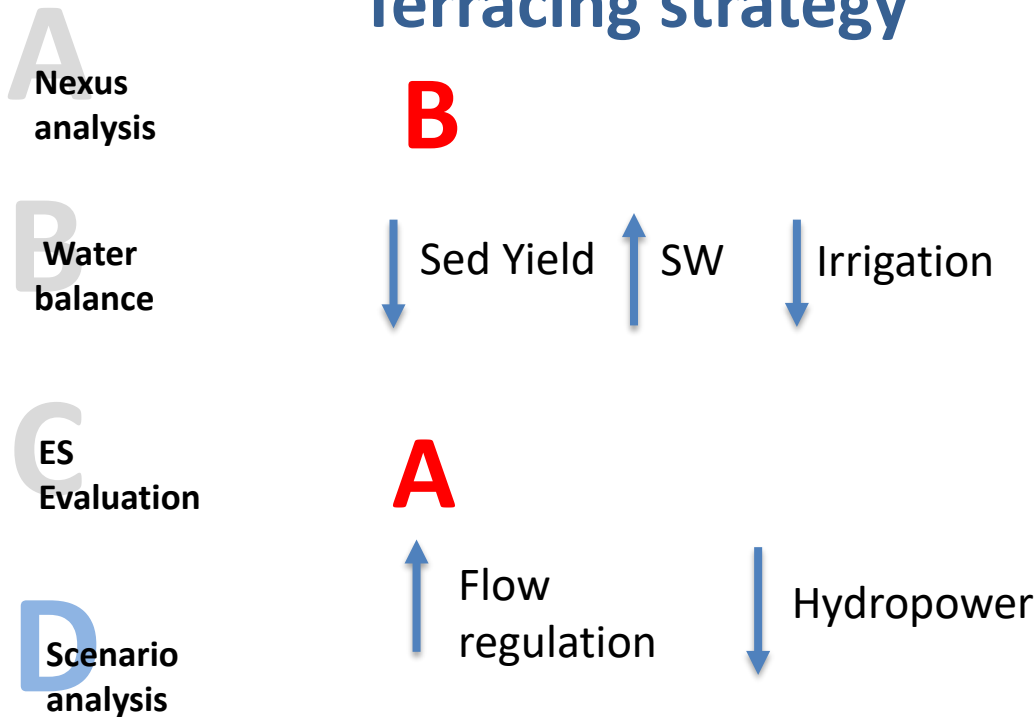 Terracing strategy
A
Nexus
analysis
B
B
Water
balance
Sed Yield
SW
Irrigation
C
ES
Evaluation
A
Flow
regulation
Hydropower
D
Scenario
analysis